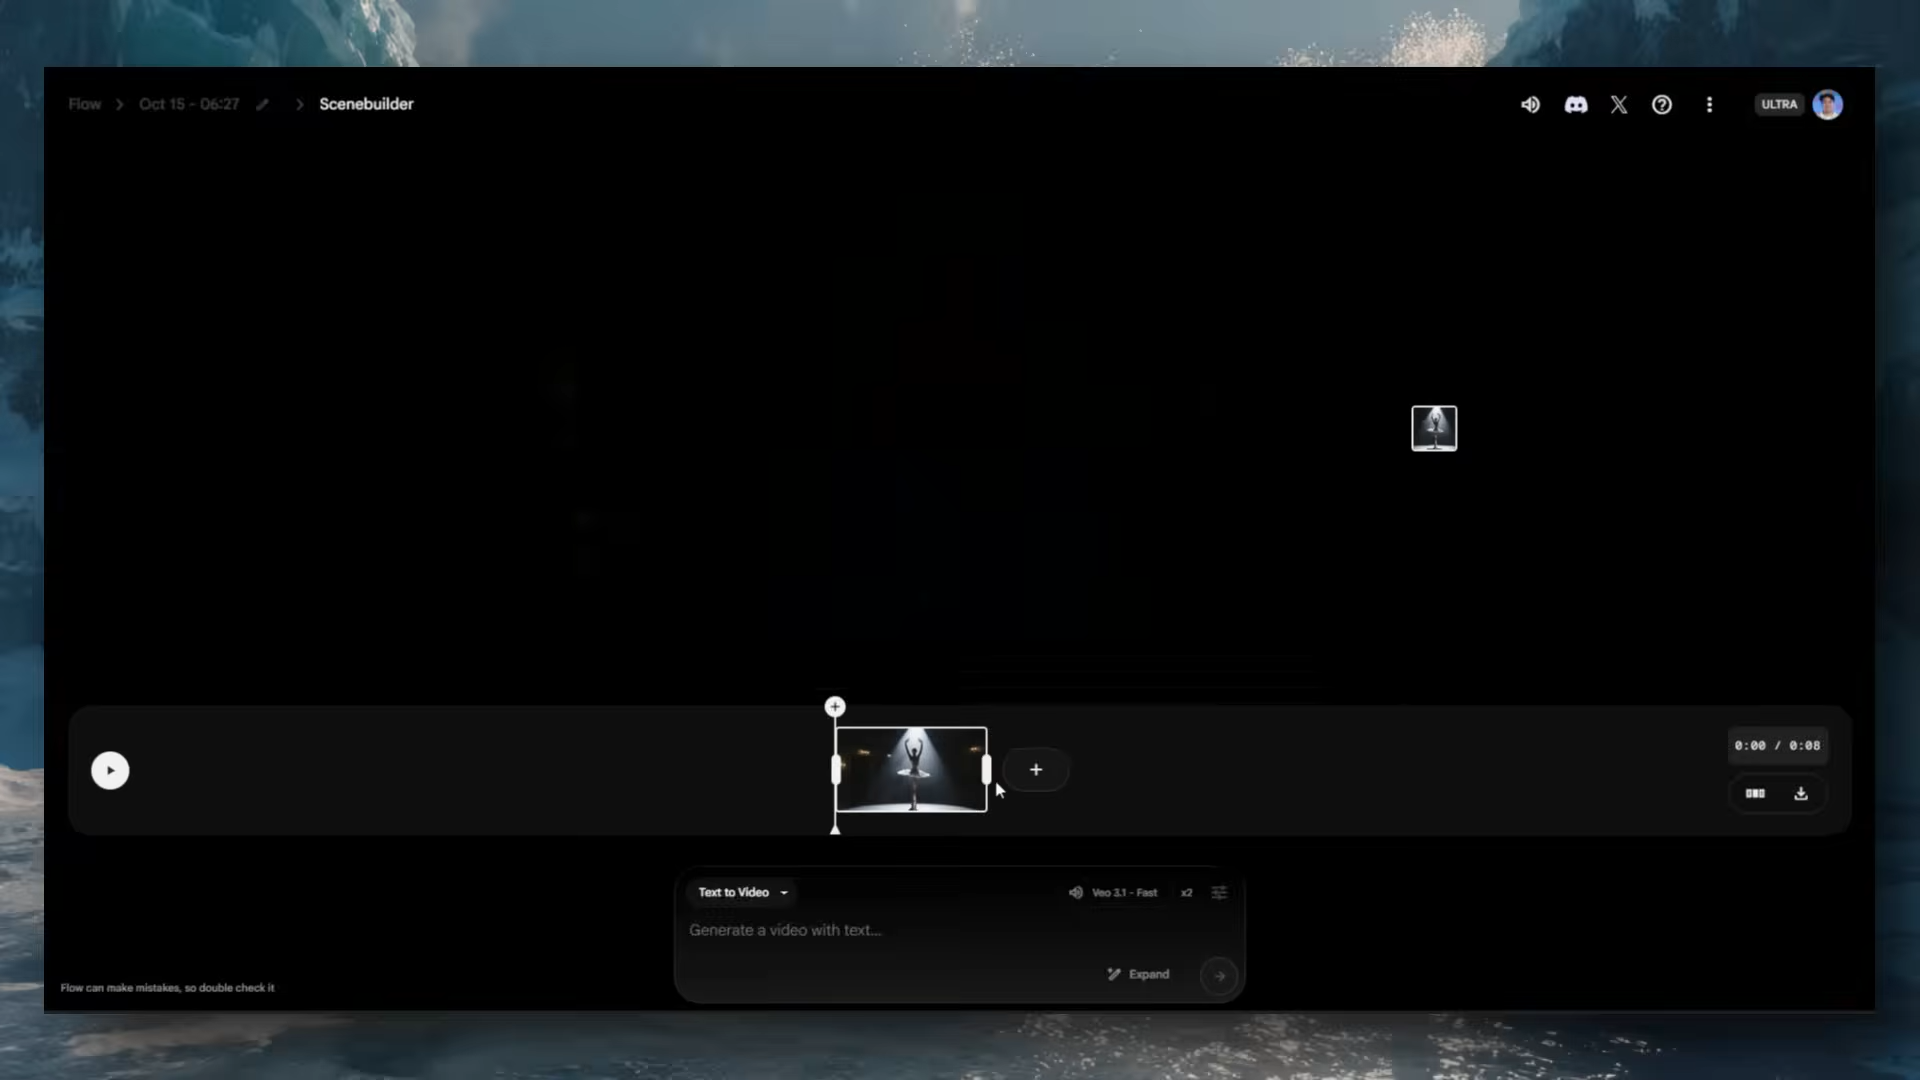 Flow > Oct 15 - 06:27 > Scenebuilder
ULTRA
0:00 / 0:08
Text to Video
Veo 3.1 - Fast x2
Generate a video with text...
Expand
Flow can make mistakes, so double check it